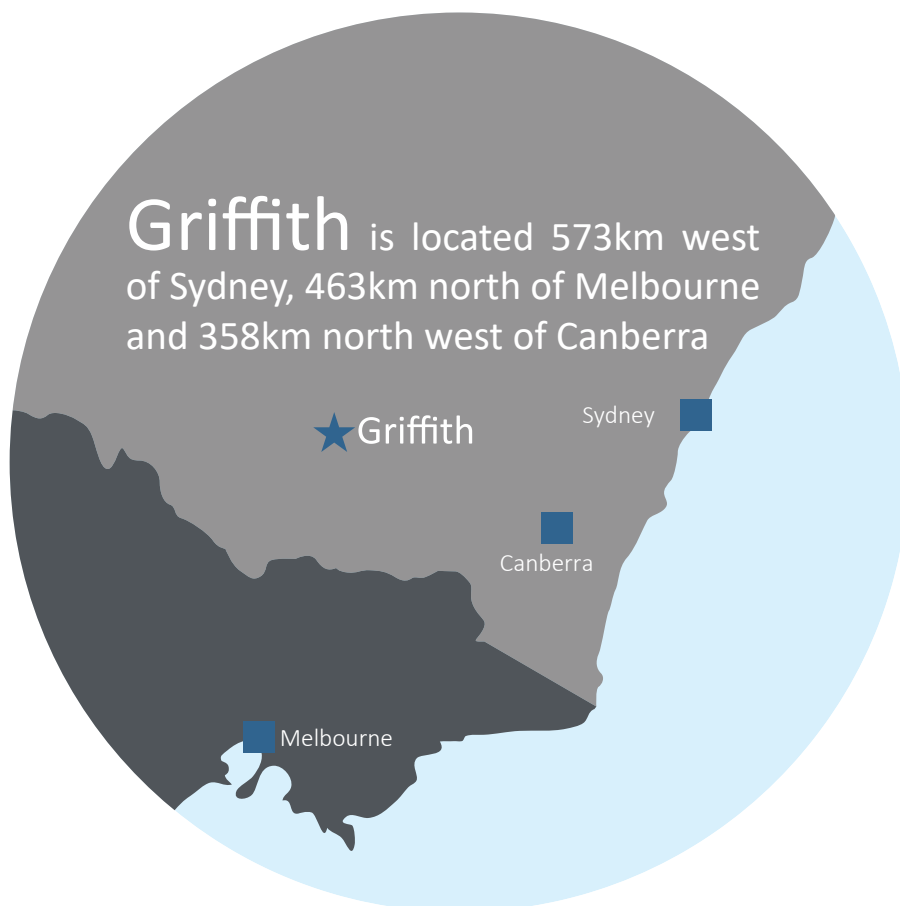 Griffith is located 573km west
of Sydney, 463km north of Melbourne
and 358km north west of Canberra
Griffith
Sydney
Canberra
Melbourne